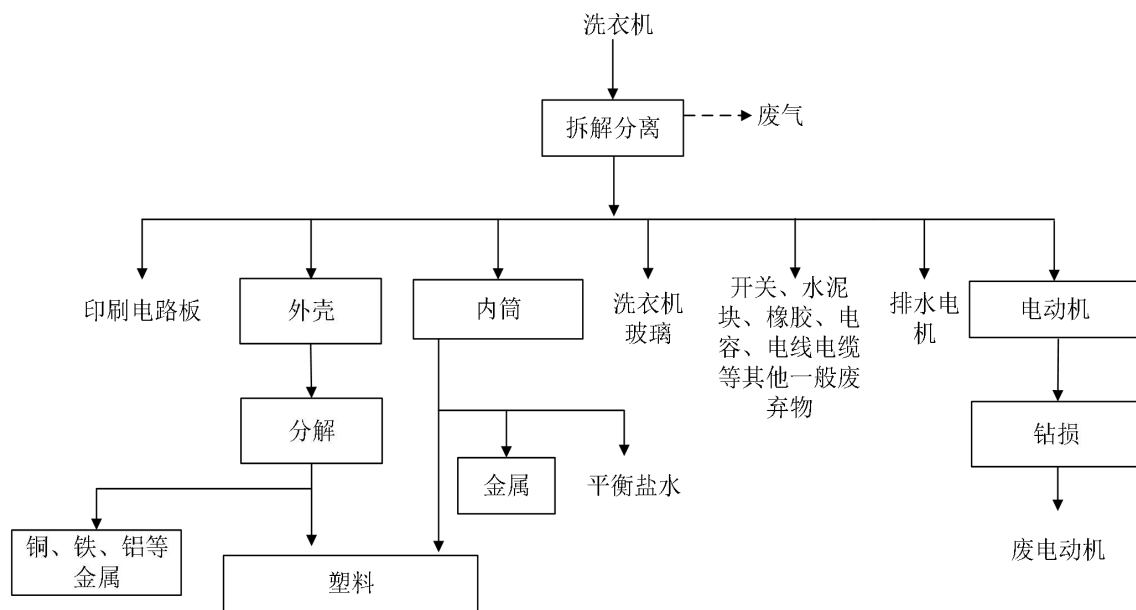 洗衣机
拆解分离
废气
印刷电路板
外壳
内筒
洗衣机
玻璃
开关、水泥
块、橡胶、电
容、电线电缆
等其他一般废
弃物
排水电
机
电动机
分解
钻损
金属
平衡盐水
铜、铁、铝等
金属
塑料
废电动机